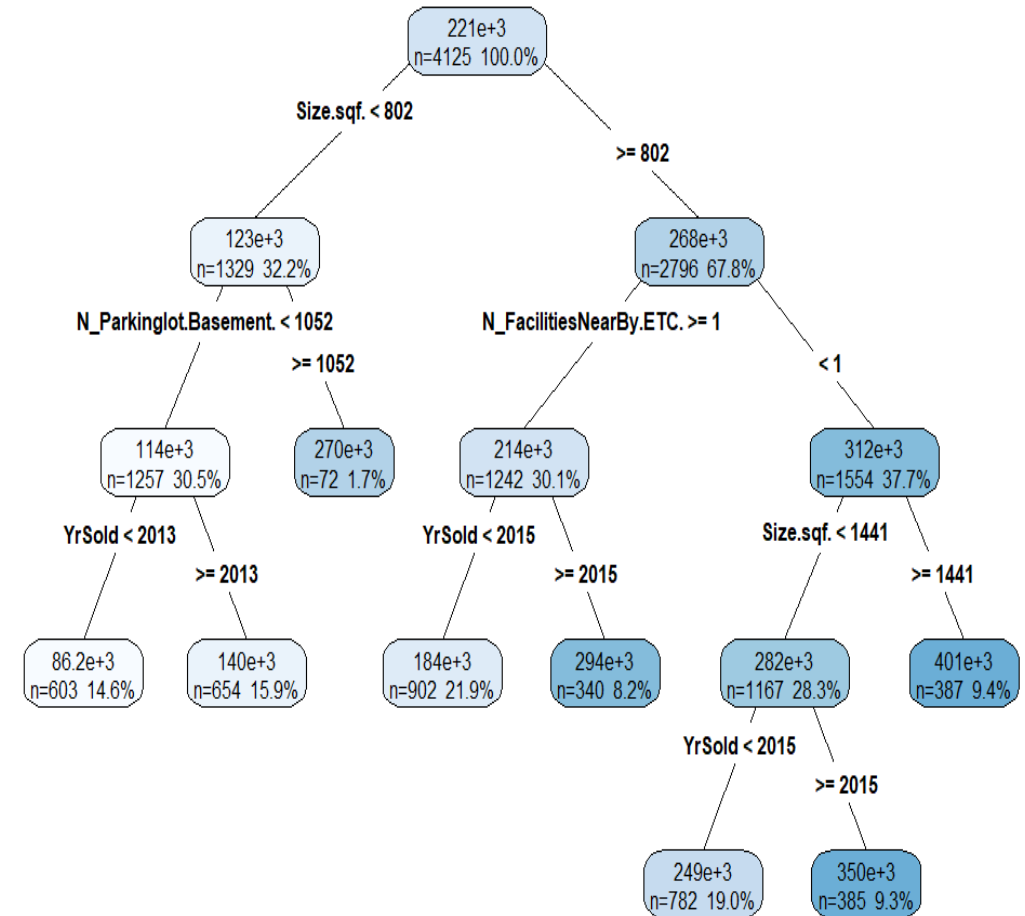 221e+3
n=4125 100.0%
Size.sqf. < 802
>= 802
123e+3
n=1329 32.2%
268e+3
n=2796 67.8%
N_Parkinglot.Basement. < 1052
>= 1052
N_FacilitiesNearBy.ETC. >= 1
< 1
114e+3
n=1257 30.5%
270e+3
n=72 1.7%
214e+3
n=1242 30.1%
312e+3
n=1554 37.7%
YrSold < 2013
>= 2013
YrSold < 2015
>= 2015
Size.sqf. < 1441
>= 1441
86.2e+3
n=603 14.6%
140e+3
n=654 15.9%
184e+3
n=902 21.9%
294e+3
n=340 8.2%
282e+3
n=1167 28.3%
401e+3
n=387 9.4%
YrSold < 2015
>= 2015
249e+3
n=782 19.0%
350e+3
n=385 9.3%